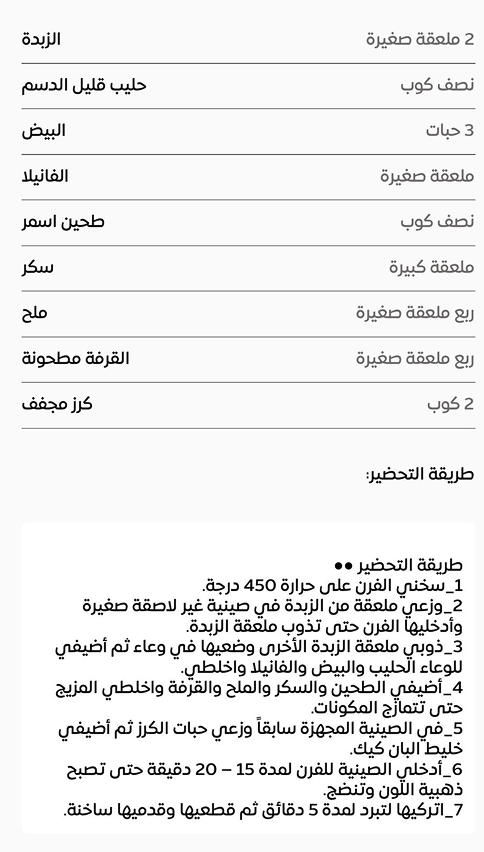 2 ملعقة صغيرة الزبدة
نصف كوب حليب قليل الدسم
3 حبات البيض
ملعقة صغيرة الفانيلا
نصف كوب طحين اسمر
ملعقة كبيرة سكر
ربع ملعقة صغيرة ملح
ربع ملعقة صغيرة القرفة مطحونة
2 كوب كرز مجفف
طريقة التحضير:
طريقة التحضير ●●
1_سخني الفرن على حرارة 450 درجة.
2_وزعي ملعقة من الزبدة في صينية غير لاصقة صغيرة
وأدخليها الفرن حتى تذوب ملعقة الزبدة.
3_ذوبي ملعقة الزبدة الأخرى وضعيها في وعاء ثم أضيفي
للوعاء الحليب والبيض والفانيلا واخلطي.
4_أضيفي الطحين والسكر والملح والقرفة واخلطي المزيج
حتى تتمازج المكونات.
5_في الصينية المجهزة سابقاً وزعي حبات الكرز ثم أضيفي
خليط البان كيك.
6_أدخلي الصينية للفرن لمدة 15 – 20 دقيقة حتى تصبح
ذهبية اللون وتنضج.
7_اتركيها لتبرد لمدة 5 دقائق ثم قطعيها وقدميها ساخنة.